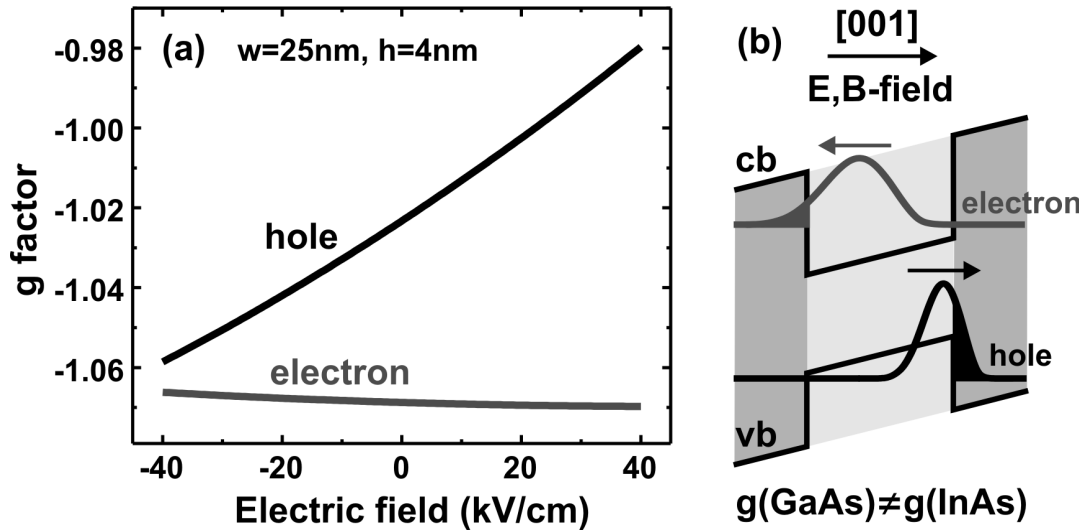 (a) w=25nm, h=4nm
g factor
-0.98
-1.00
-1.02
-1.04
-1.06
hole
electron
-40 -20 0 20 40
Electric field (kV/cm)
(b) [001]
E,B-field
cb
electron
hole
vb
g(GaAs)≠g(InAs)